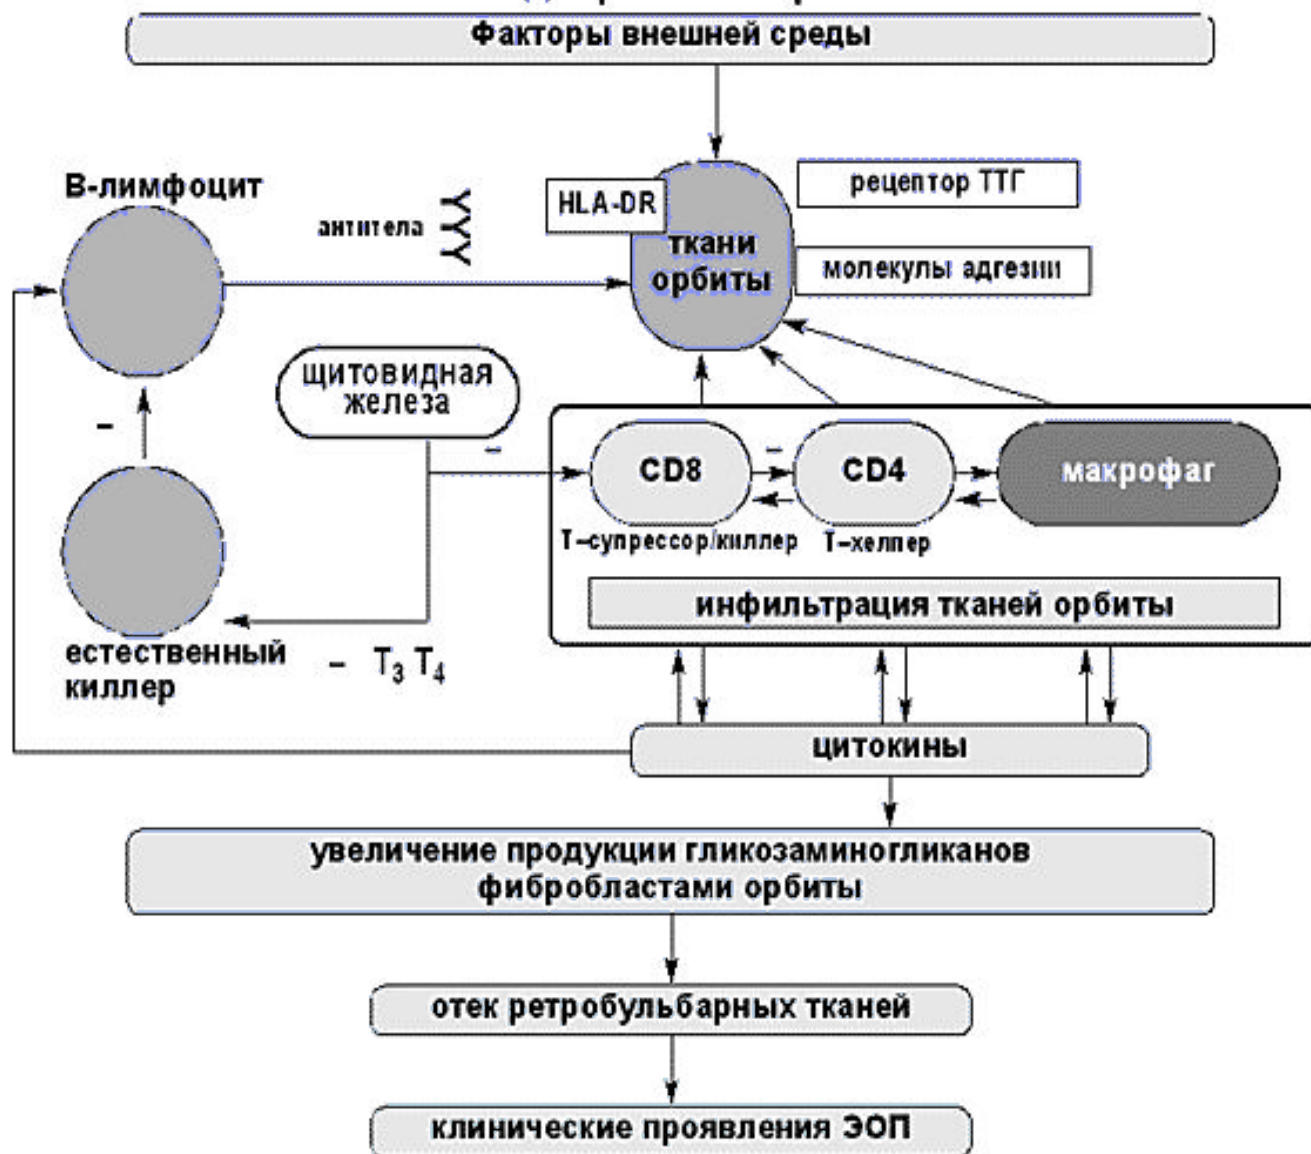 Факторы внешней среды
В-лимфоцит
антитела
HLA-DR
рецептор ТТГ
ткани
орбиты
молекулы адгезии
щитовидная
железа
–
–
CD8
–
CD4
макрофаг
Т–супрессор/киллер
Т–хелпер
инфильтрация тканей орбиты
естественный
киллер
– T₃ T₄
цитокины
увеличение продукции гликозаминогликанов
фибробластами орбиты
отек ретробульбарных тканей
клинические проявления ЭОП